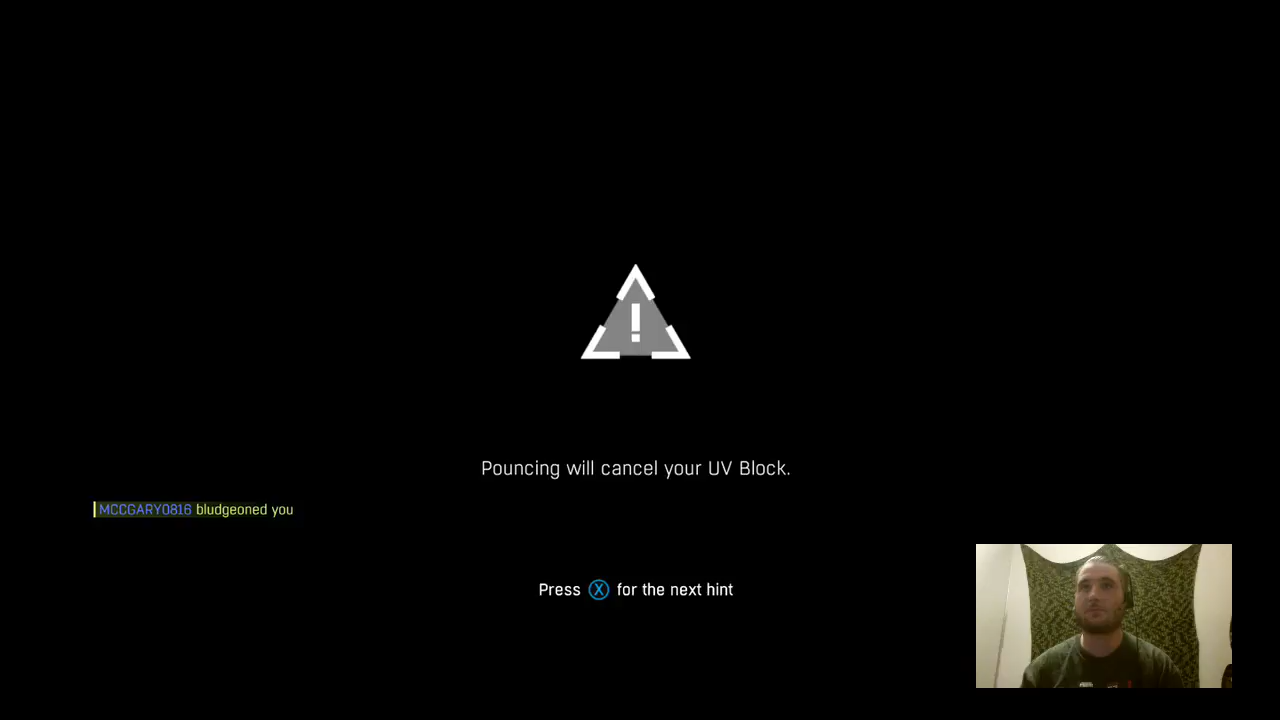 Pouncing will cancel your UV Block.
MCCGARY0816 bludgeoned you
Press X for the next hint